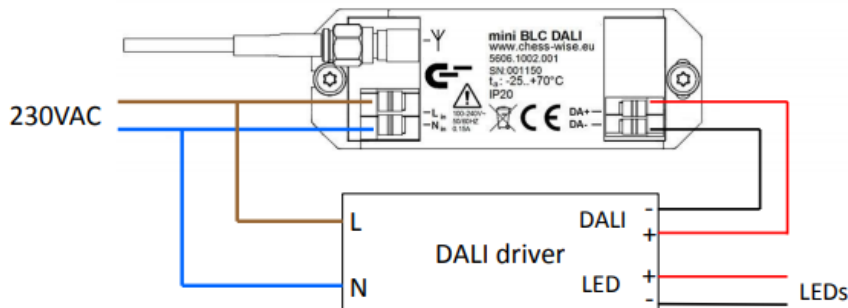 mini BLC DALI
www.chess-wise.eu
5606.1002.001
SN:001150
ta: -25..+70°C
IP20
230VAC
L in
N in
100-240V~
50/60HZ
0.15A
CE
DA+
DA-
L
DALI
-
+
DALI driver
N
LED
+
-
LEDs